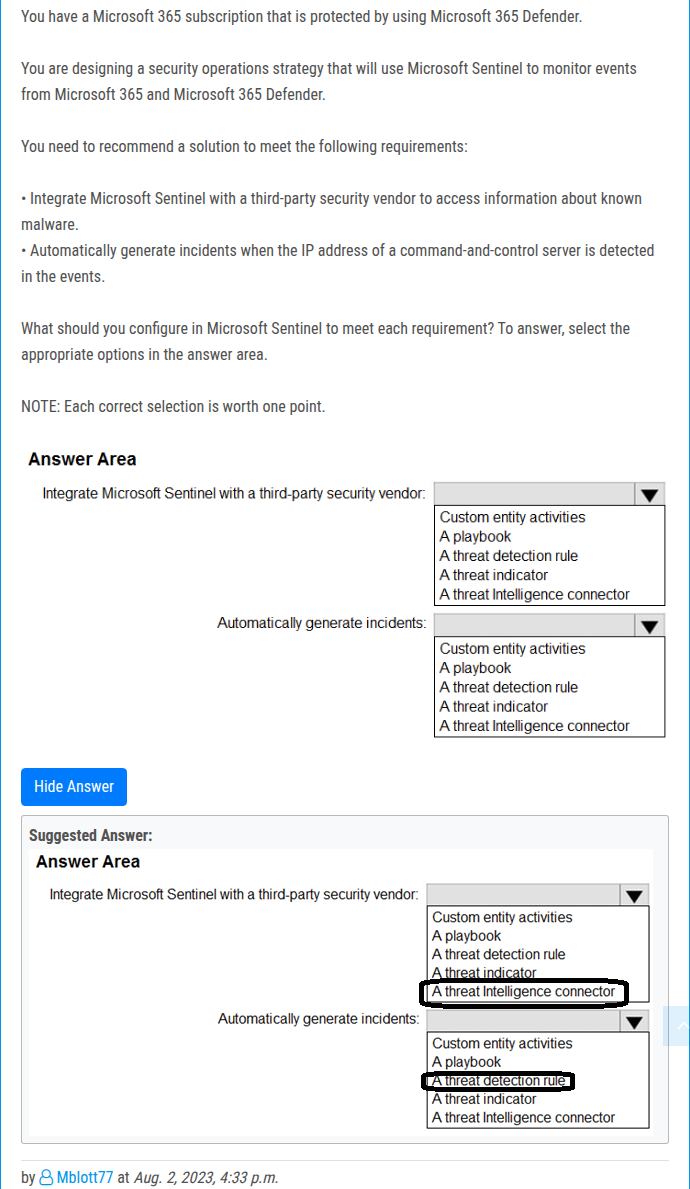 You have a Microsoft 365 subscription that is protected by using Microsoft 365 Defender.
You are designing a security operations strategy that will use Microsoft Sentinel to monitor events
from Microsoft 365 and Microsoft 365 Defender.
You need to recommend a solution to meet the following requirements:
• Integrate Microsoft Sentinel with a third-party security vendor to access information about known
malware.
• Automatically generate incidents when the IP address of a command-and-control server is detected
in the events.
What should you configure in Microsoft Sentinel to meet each requirement? To answer, select the
appropriate options in the answer area.
NOTE: Each correct selection is worth one point.
Answer Area
Integrate Microsoft Sentinel with a third-party security vendor:
Custom entity activities
A playbook
A threat detection rule
A threat indicator
A threat Intelligence connector
Automatically generate incidents:
Custom entity activities
A playbook
A threat detection rule
A threat indicator
A threat Intelligence connector
Hide Answer
Suggested Answer:
Answer Area
Integrate Microsoft Sentinel with a third-party security vendor:
Custom entity activities
A playbook
A threat detection rule
A threat indicator
A threat Intelligence connector
Automatically generate incidents:
Custom entity activities
A playbook
A threat detection rule
A threat indicator
A threat Intelligence connector
by Mblott77 at Aug. 2, 2023, 4:33 p.m.